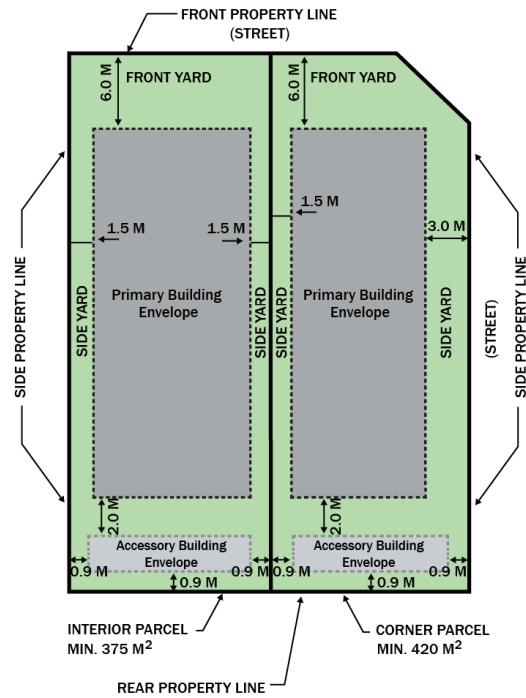 FRONT PROPERTY LINE
(STREET)
6.0 M
FRONT YARD
6.0 M
FRONT YARD
1.5 M
1.5 M
1.5 M
3.0 M
SIDE PROPERTY LINE
SIDE YARD
Primary Building
Envelope
SIDE YARD
SIDE YARD
Primary Building
Envelope
SIDE YARD
(STREET)
SIDE PROPERTY LINE
2.0 M
2.0 M
Accessory Building
Envelope
Accessory Building
Envelope
0.9 M
0.9 M
0.9 M
0.9 M
0.9 M
0.9 M
INTERIOR PARCEL
MIN. 375 M²
CORNER PARCEL
MIN. 420 M²
REAR PROPERTY LINE